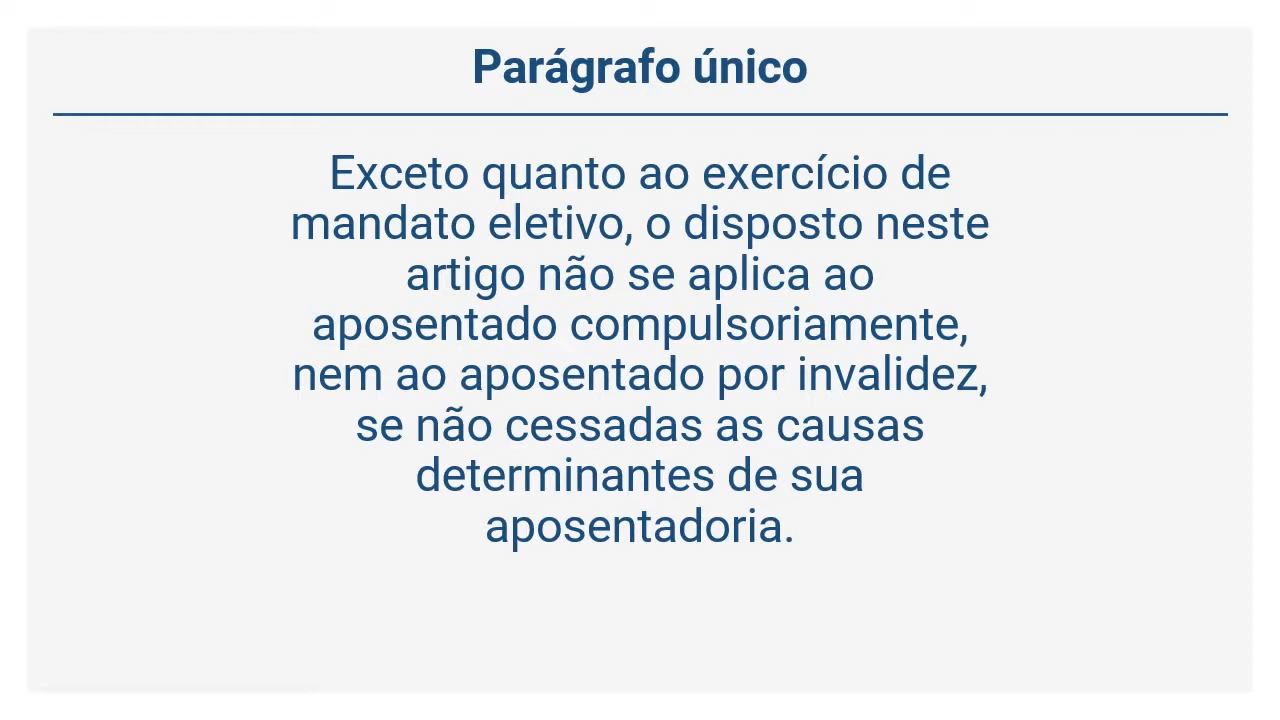 Parágrafo único
Exceto quanto ao exercício de
mandato eletivo, o disposto neste
artigo não se aplica ao
aposentado compulsoriamente,
nem ao aposentado por invalidez,
se não cessadas as causas
determinantes de sua
aposentadoria.